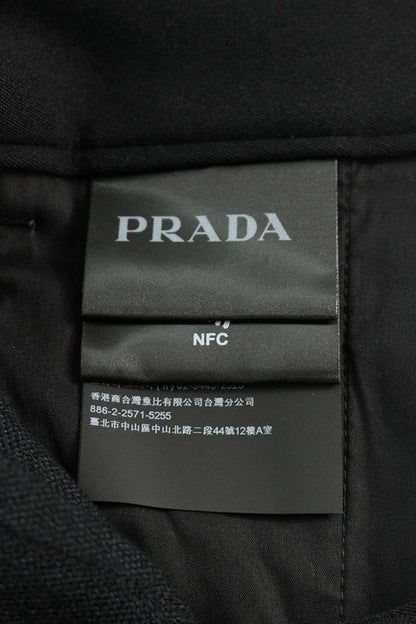 PRADA
NFC
香港商台灣意比有限公司台灣分公司
886-2-2571-5255
臺北市中山區中山北路二段44號12樓A室